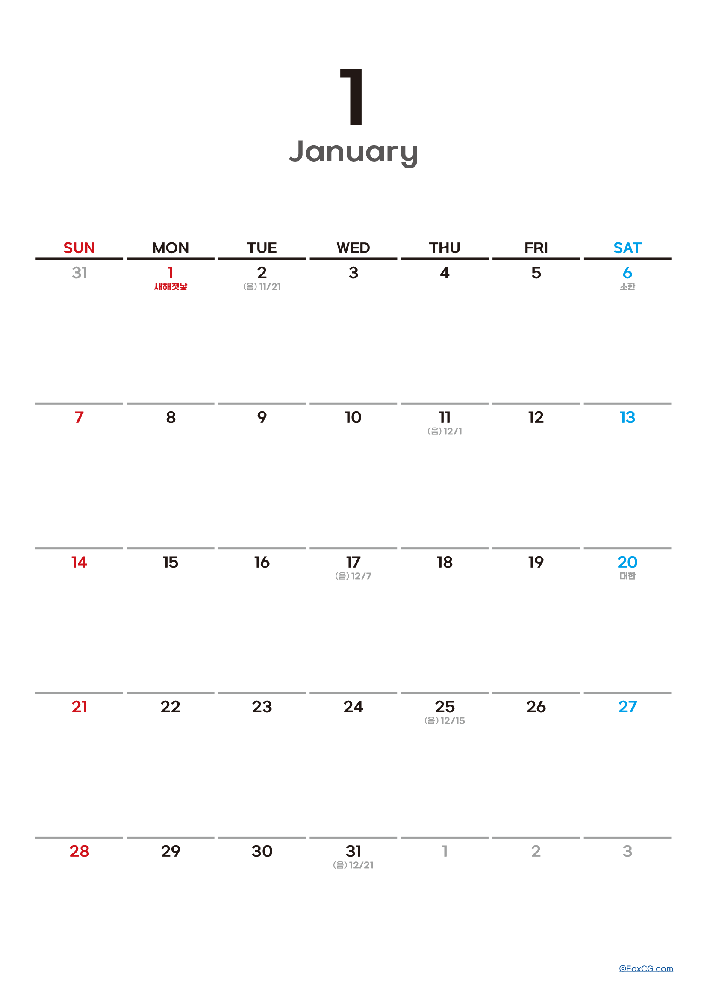 1
January
SUN MON TUE WED THU FRI SAT
31 1 2 3 4 5 6
새해첫날 (음) 11/21 소한
7 8 9 10 11 12 13
(음) 12/1
14 15 16 17 18 19 20
(음) 12/7 대한
21 22 23 24 25 26 27
(음) 12/15
28 29 30 31 1 2 3
(음) 12/21
©FoxCG.com